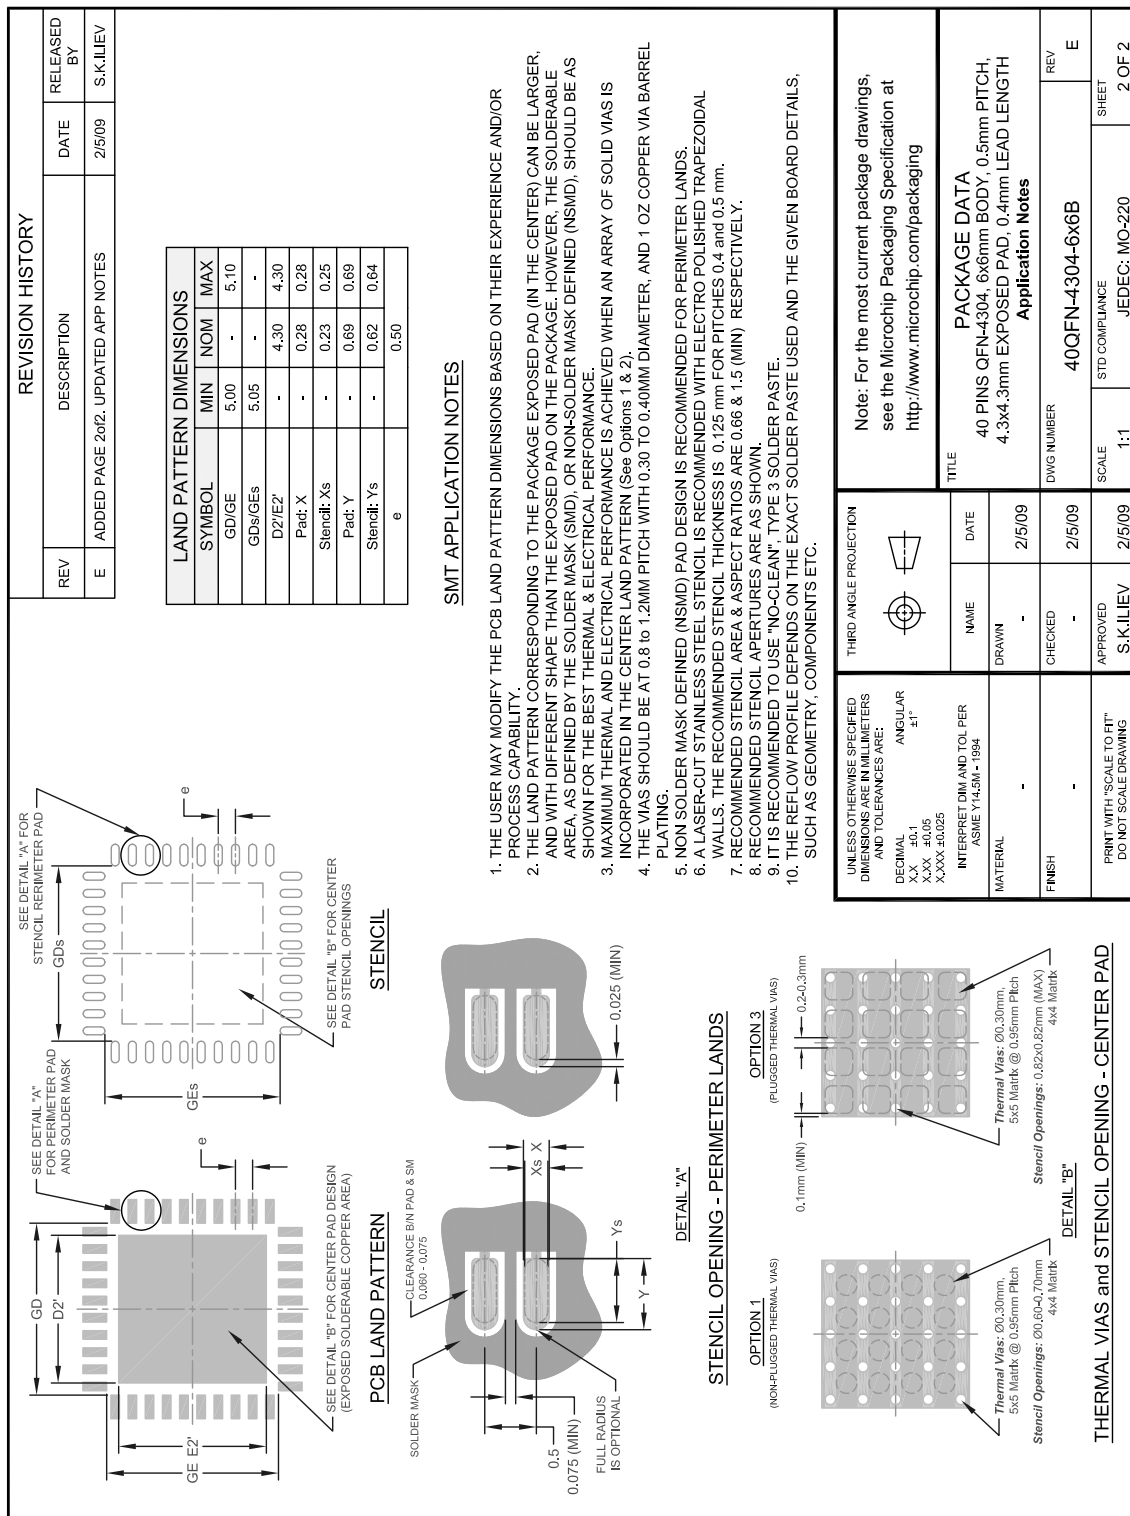 REVISION HISTORY
REV DESCRIPTION DATE RELEASED BY
E ADDED PAGE 2of2. UPDATED APP NOTES 2/5/09 S.K.ILIEV
SEE DETAIL "A"
FOR PERIMETER PAD
AND SOLDER MASK
GD
D2'
GE
E2'
e
SEE DETAIL "B" FOR CENTER PAD DESIGN
(EXPOSED SOLDERABLE COPPER AREA)
PCB LAND PATTERN
SEE DETAIL "A" FOR
STENCIL RERIMETER PAD
GDs
GEs
e
SEE DETAIL "B" FOR CENTER
PAD STENCIL OPENINGS
STENCIL
LAND PATTERN DIMENSIONS
SYMBOL MIN NOM MAX
GD/GE 5.00 - 5.10
GDs/GEs 5.05 - -
D2'/E2' - 4.30 4.30
Pad: X - 0.28 0.28
Stencil: Xs - 0.23 0.25
Pad: Y - 0.69 0.69
Stencil: Ys - 0.62 0.64
e 0.50
SOLDER MASK
CLEARANCE B/N PAD & SM
0.060 - 0.075
0.5
0.075 (MIN)
FULL RADIUS
IS OPTIONAL
Y
Ys
Xs
X
0.025 (MIN)
DETAIL "A"
STENCIL OPENING - PERIMETER LANDS
OPTION 1
(NON-PLUGGED THERMAL VIAS)
Thermal Vias: Ø0.30mm,
5x5 Matrix @ 0.95mm Pitch
Stencil Openings: Ø0.60-0.70mm
4x4 Matrix
OPTION 3
(PLUGGED THERMAL VIAS)
0.1mm (MIN)
0.2-0.3mm
Thermal Vias: Ø0.30mm,
5x5 Matrix @ 0.95mm Pitch
Stencil Openings: 0.82x0.82mm (MAX)
4x4 Matrix
DETAIL "B"
THERMAL VIAS and STENCIL OPENING - CENTER PAD
SMT APPLICATION NOTES
1. THE USER MAY MODIFY THE PCB LAND PATTERN DIMENSIONS BASED ON THEIR EXPERIENCE AND/OR
PROCESS CAPABILITY.
2. THE LAND PATTERN CORRESPONDING TO THE PACKAGE EXPOSED PAD (IN THE CENTER) CAN BE LARGER,
AND WITH DIFFERENT SHAPE THAN THE EXPOSED PAD ON THE PACKAGE. HOWEVER, THE SOLDERABLE
AREA, AS DEFINED BY THE SOLDER MASK (SMD), OR NON-SOLDER MASK DEFINED (NSMD), SHOULD BE AS
SHOWN FOR THE BEST THERMAL & ELECTRICAL PERFORMANCE.
3. MAXIMUM THERMAL AND ELECTRICAL PERFORMANCE IS ACHIEVED WHEN AN ARRAY OF SOLID VIAS IS
INCORPORATED IN THE CENTER LAND PATTERN (See Options 1 & 2).
4. THE VIAS SHOULD BE AT 0.8 to 1.2MM PITCH WITH 0.30 TO 0.40MM DIAMETER, AND 1 OZ COPPER VIA BARREL
PLATING.
5. NON SOLDER MASK DEFINED (NSMD) PAD DESIGN IS RECOMMENDED FOR PERIMETER LANDS.
6. A LASER-CUT STAINLESS STEEL STENCIL IS RECOMMENDED WITH ELECTRO POLISHED TRAPEZOIDAL
WALLS. THE RECOMMENDED STENCIL THICKNESS IS 0.125 mm FOR PITCHES 0.4 and 0.5 mm.
7. RECOMMENDED STENCIL AREA & ASPECT RATIOS ARE 0.66 & 1.5 (MIN) RESPECTIVELY.
8. RECOMMENDED STENCIL APERTURES ARE AS SHOWN.
9. IT IS RECOMMENDED TO USE "NO-CLEAN", TYPE 3 SOLDER PASTE.
10. THE REFLOW PROFILE DEPENDS ON THE EXACT SOLDER PASTE USED AND THE GIVEN BOARD DETAILS,
SUCH AS GEOMETRY, COMPONENTS ETC.
UNLESS OTHERWISE SPECIFIED
DIMENSIONS ARE IN MILLIMETERS
AND TOLERANCES ARE:
DECIMAL ANGULAR
X.X ±0.1 ±1°
X.XX ±0.05
X.XXX ±0.025
INTERPRET DIM AND TOL PER
ASME Y14.5M - 1994
MATERIAL
-
FINISH
-
PRINT WITH "SCALE TO FIT"
DO NOT SCALE DRAWING
THIRD ANGLE PROJECTION
NAME DATE
DRAWN
- 2/5/09
CHECKED
- 2/5/09
APPROVED
S.K.ILIEV 2/5/09
Note: For the most current package drawings,
see the Microchip Packaging Specification at
http://www.microchip.com/packaging
TITLE
PACKAGE DATA
40 PINS QFN-4304, 6x6mm BODY, 0.5mm PITCH,
4.3x4.3mm EXPOSED PAD, 0.4mm LEAD LENGTH
Application Notes
DWG NUMBER
40QFN-4304-6x6B
REV
E
SCALE
1:1
STD COMPLIANCE
JEDEC: MO-220
SHEET
2 OF 2